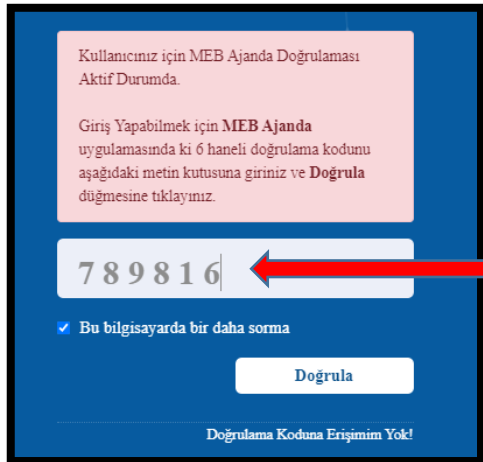 Kullanıcınız için MEB Ajanda Doğrulaması
Aktif Durumda.
Giriş Yapabilmek için MEB Ajanda
uygulamasında ki 6 haneli doğrulama kodunu
aşağıdaki metin kutusuna giriniz ve Doğrula
düğmesine tıklayınız.
789816
Bu bilgisayarda bir daha sorma
Doğrula
Doğrulama Koduna Erişimim Yok!